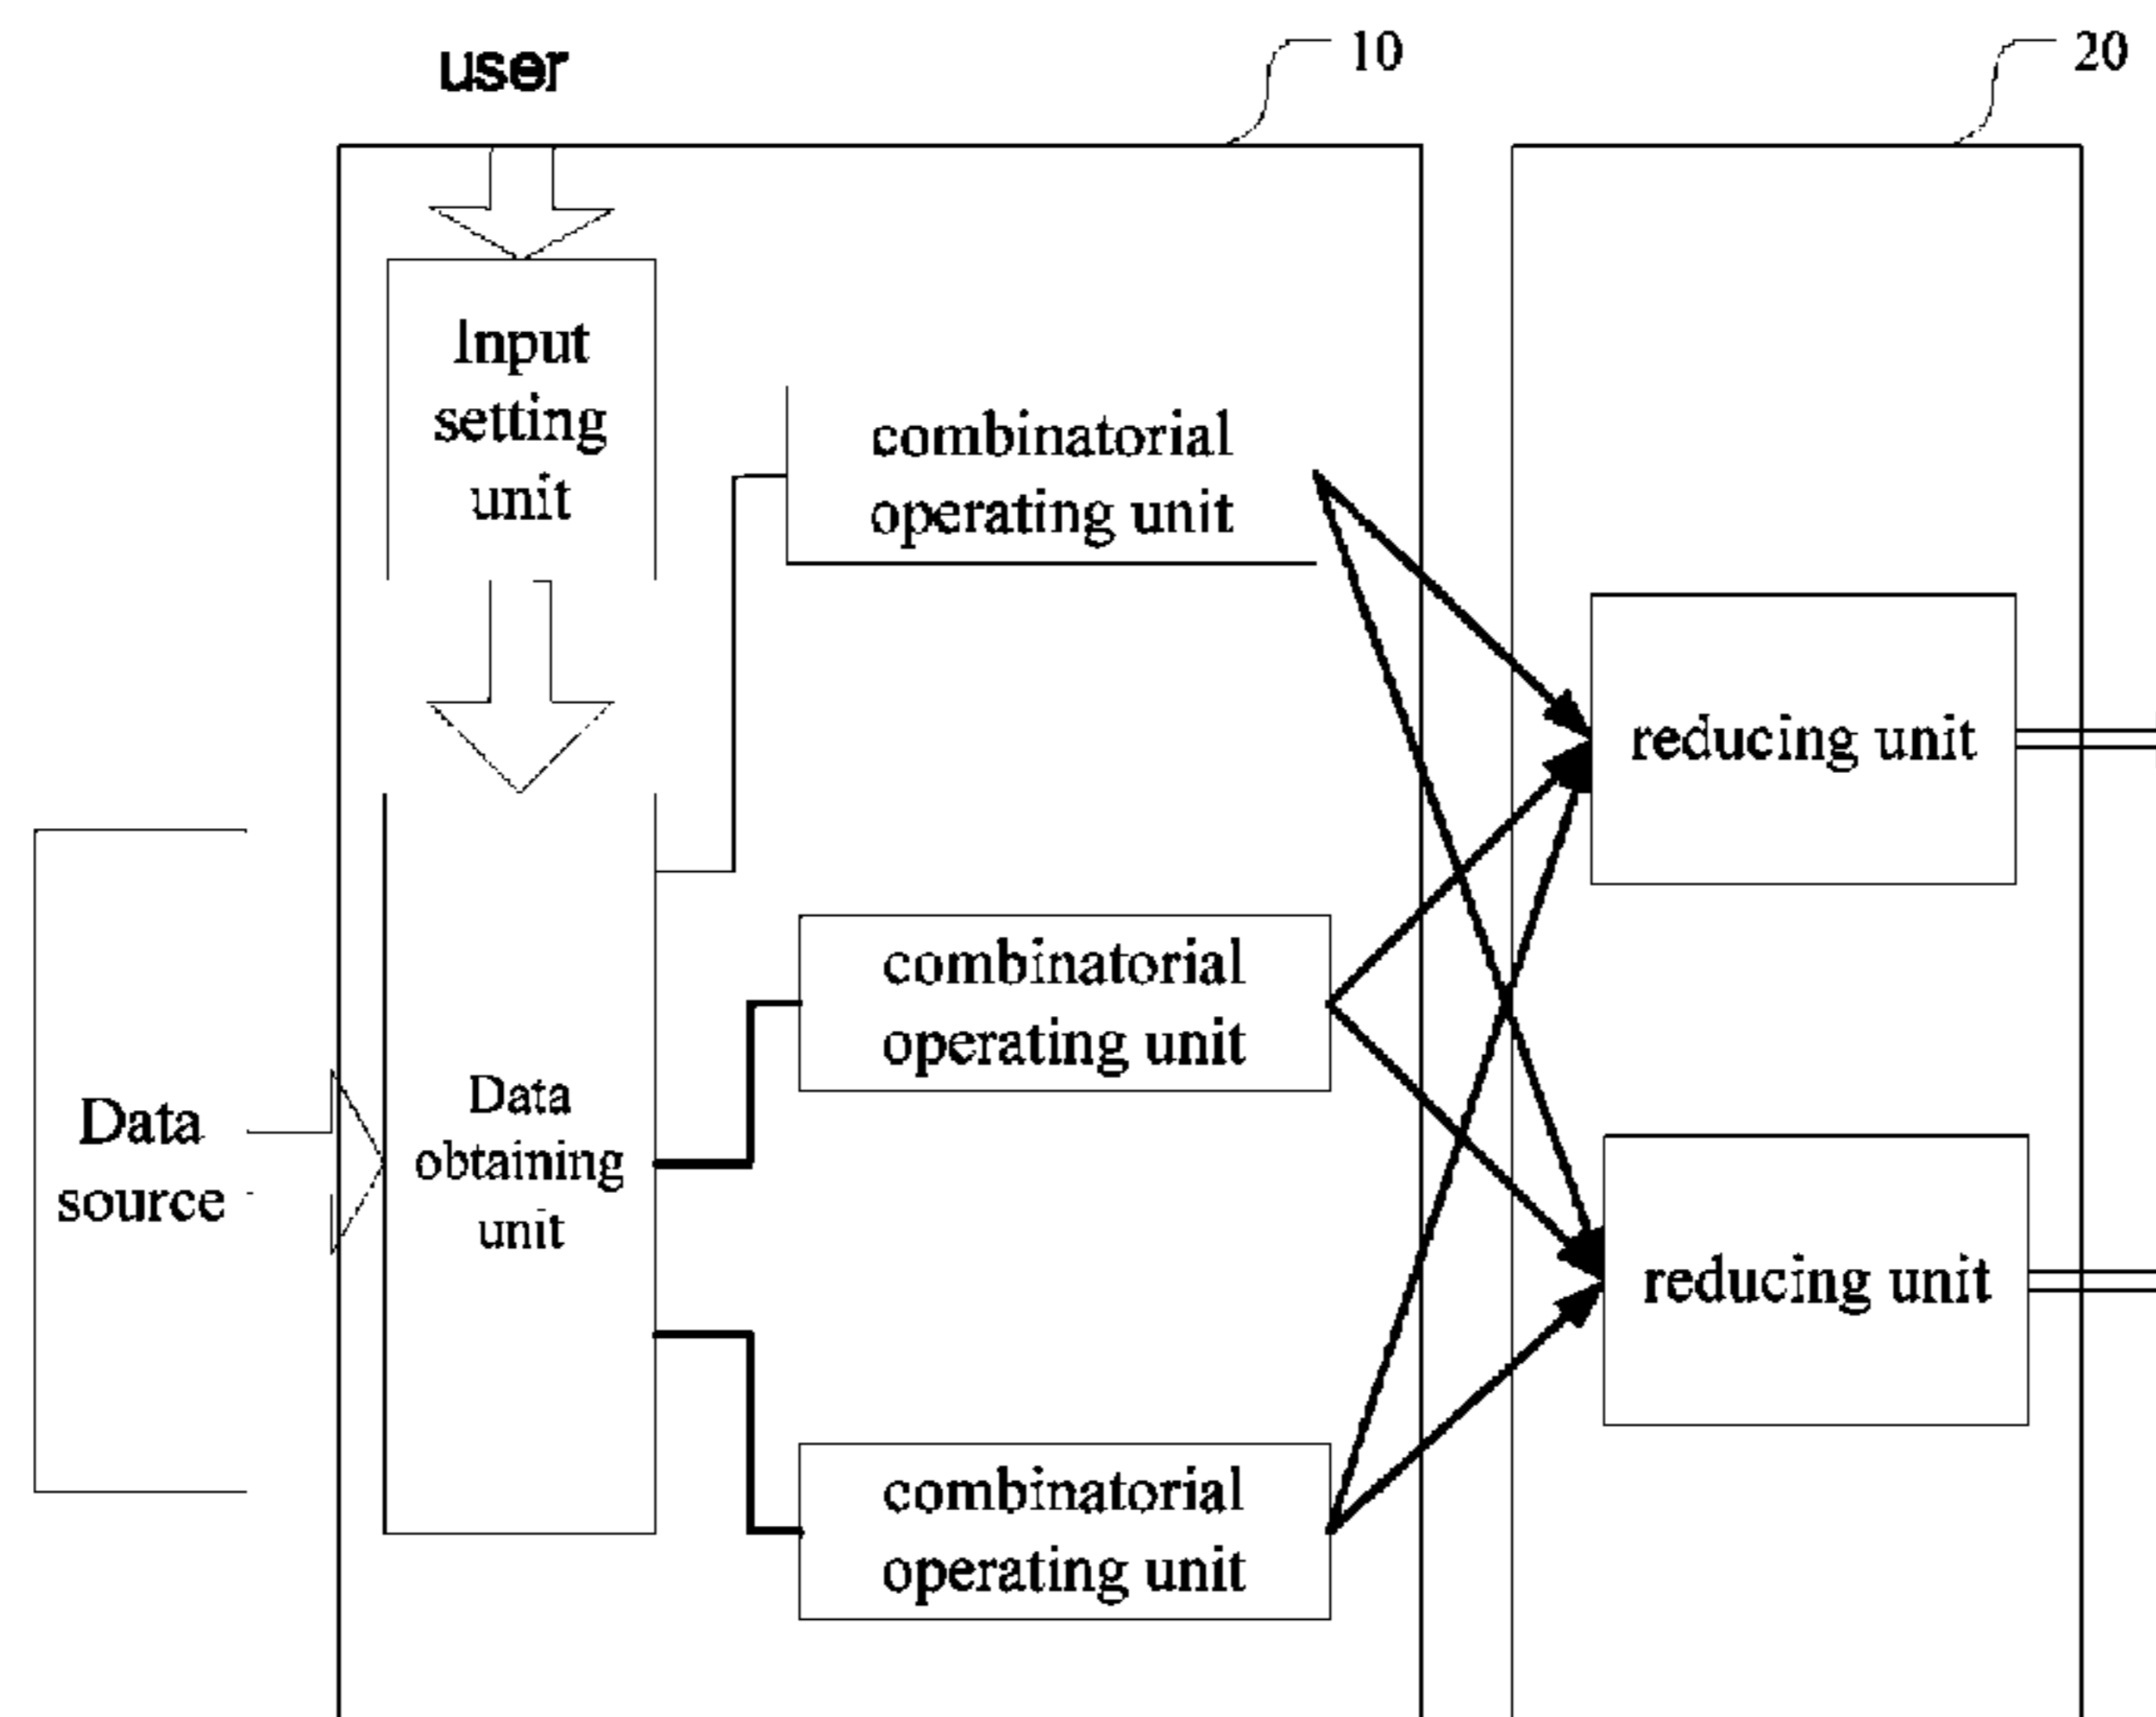 user
10
20
Input
setting
unit
combinatorial
operating unit
reducing unit
combinatorial
operating unit
Data
source
Data
obtaining
unit
reducing unit
combinatorial
operating unit